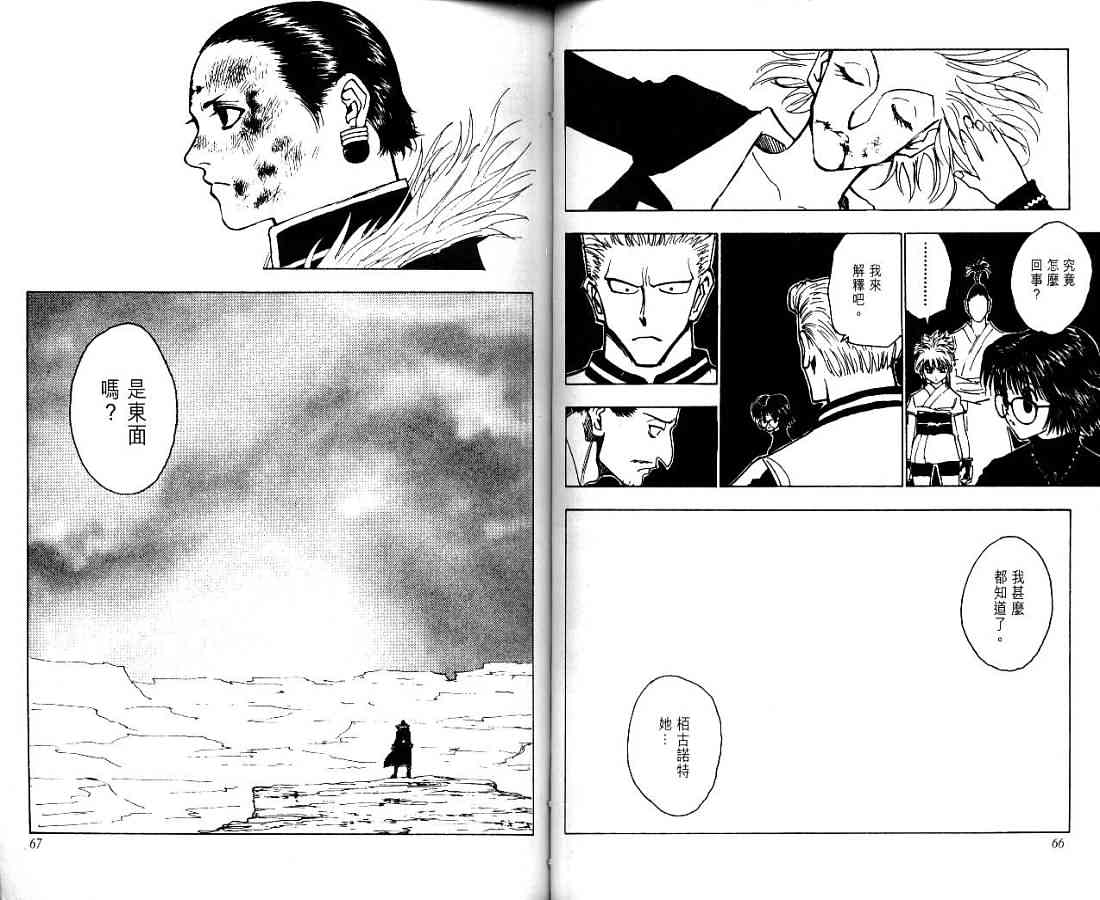 究竟
怎麼
回事？
………
我來
解釋吧。
我甚麼
都知道了。
栢古諾特
她…
66
是東面
嗎？
67